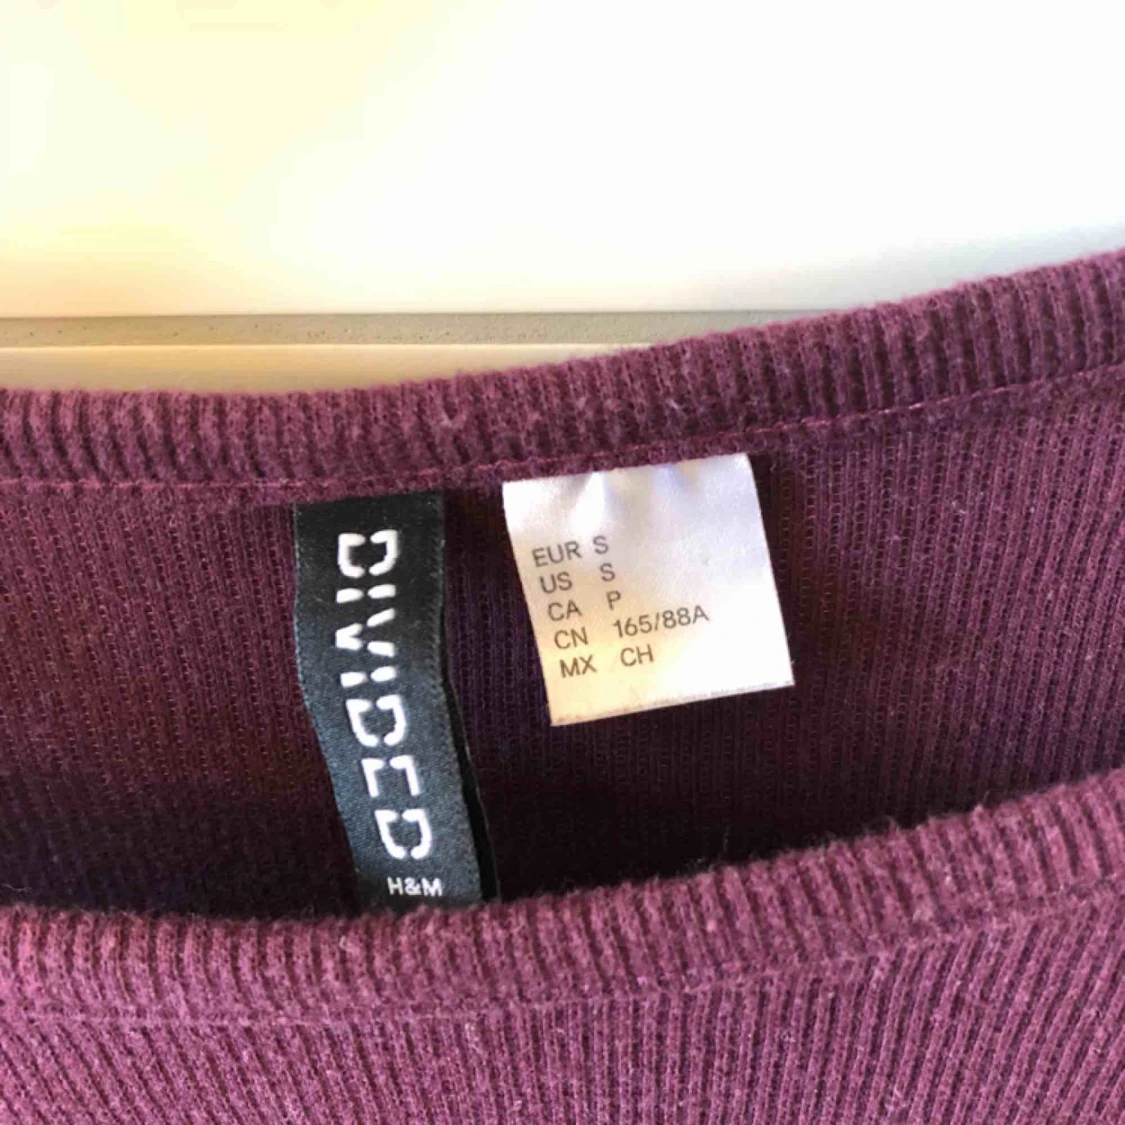 DIVIDED
H&M
EUR S
US S
CA P
CN 165/88A
MX CH